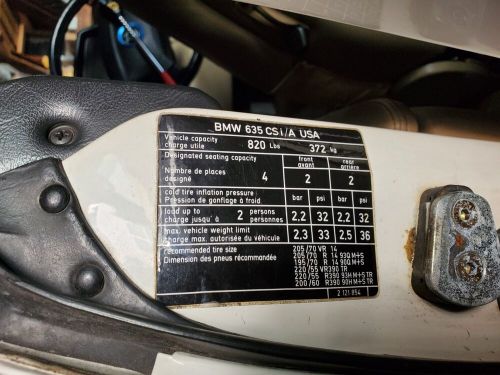 BMW 635 CSi/A USA
Vehicle capacity
charge utile 820 Lbs 372 kg
Designated seating capacity front rear
avant arrière
Nombre de places
désigné 4 2 2
cold tire inflation pressure: bar psi bar psi
Pression de gonflage à froid.
load up to 2 persons 2,2 32 2,2 32
charge jusqu'à personnes
max. vehicle weight limit 2,3 33 2,5 36
charge max. autorisée du véhicule
recommended tire size 205/70 VR 14
Dimension des pneus récommandée 205/70 R 14 93Q M+S
195/70 R 14 90Q M+S
220/55 VR390 TR
220/55 R390 93H M+S TR
200/60 R390 90H M+S TR
2 121 854